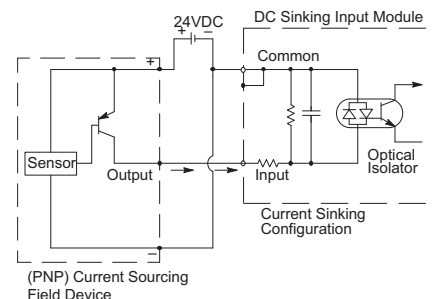 24VDC
DC Sinking Input Module
+ −
+
Common
Sensor
Output
Input
Optical
Isolator
Current Sinking
Configuration
−
(PNP) Current Sourcing
Field Device